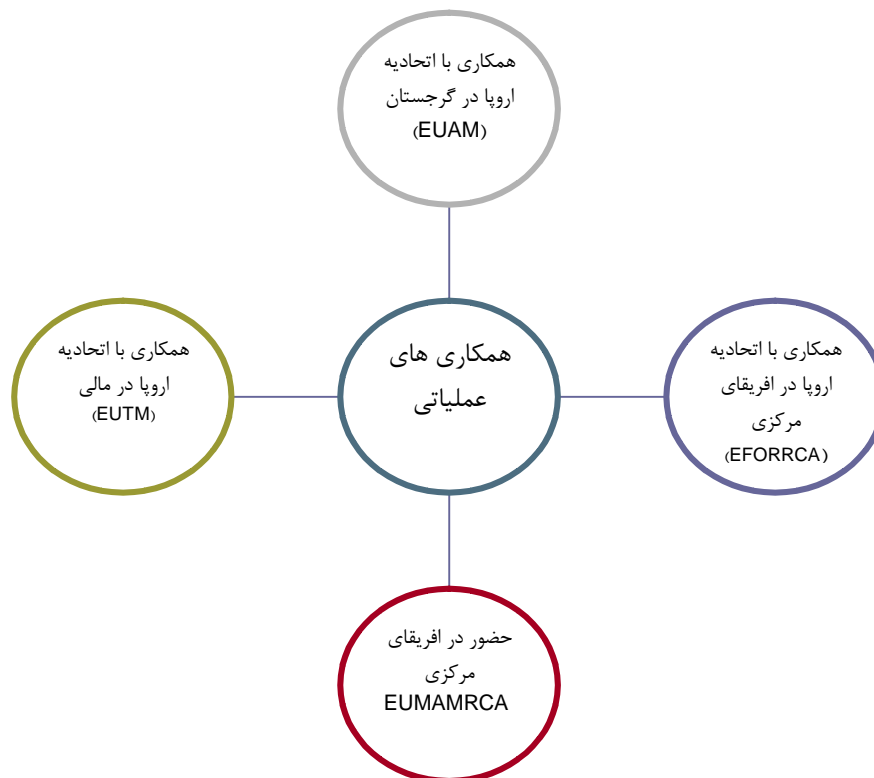 همکاری با اتحادیه
اروپا در گرجستان
(EUAM)
همکاری با اتحادیه
اروپا در افریقای
مرکزی
(EFORRCA)
همکاری های
عملیاتی
همکاری با اتحادیه
اروپا در مالی
(EUTM)
حضور در افریقای
مرکزی
EUMAMRCA